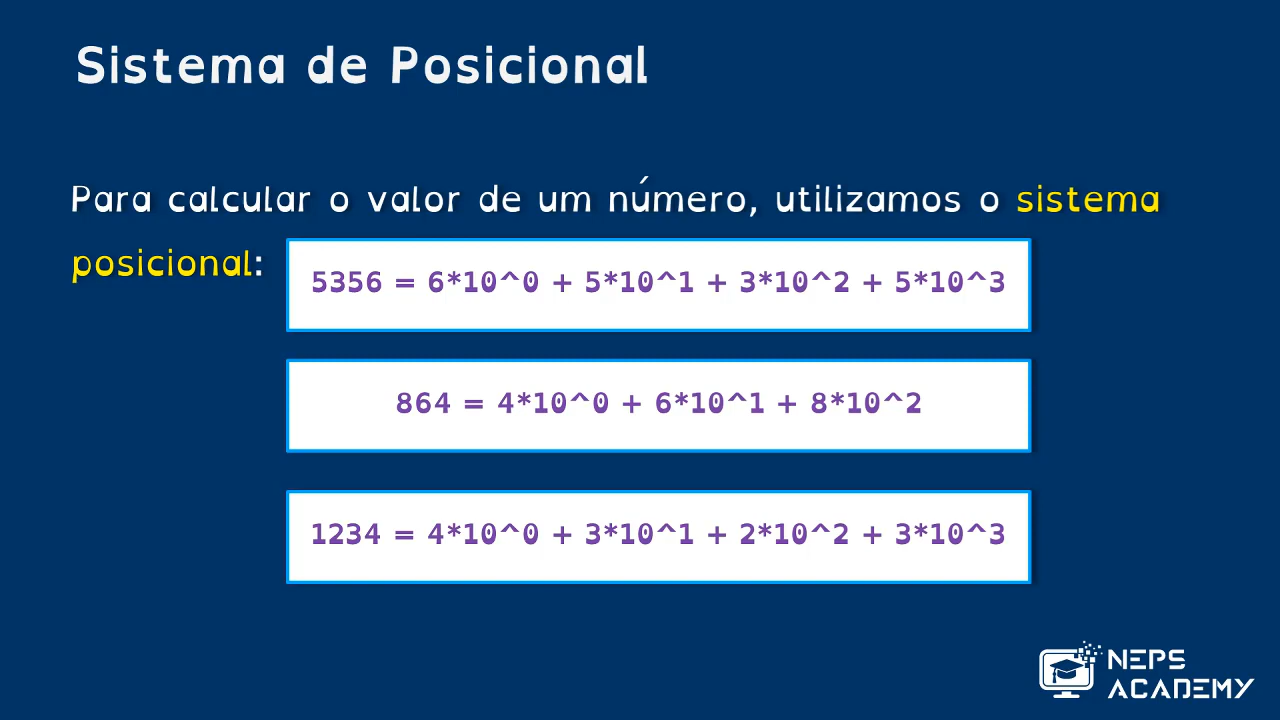 Sistema de Posicional
Para calcular o valor de um número, utilizamos o sistema
posicional:
5356 = 6*10^0 + 5*10^1 + 3*10^2 + 5*10^3
864 = 4*10^0 + 6*10^1 + 8*10^2
1234 = 4*10^0 + 3*10^1 + 2*10^2 + 3*10^3
NEPS
ACADEMY